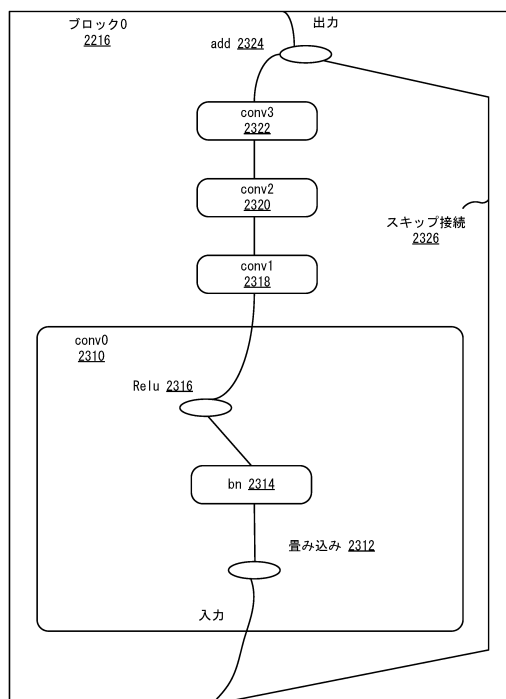 ブロック0
2216
出力
add 2324
conv3
2322
conv2
2320
スキップ接続
2326
conv1
2318
conv0
2310
Relu 2316
bn 2314
畳み込み 2312
入力